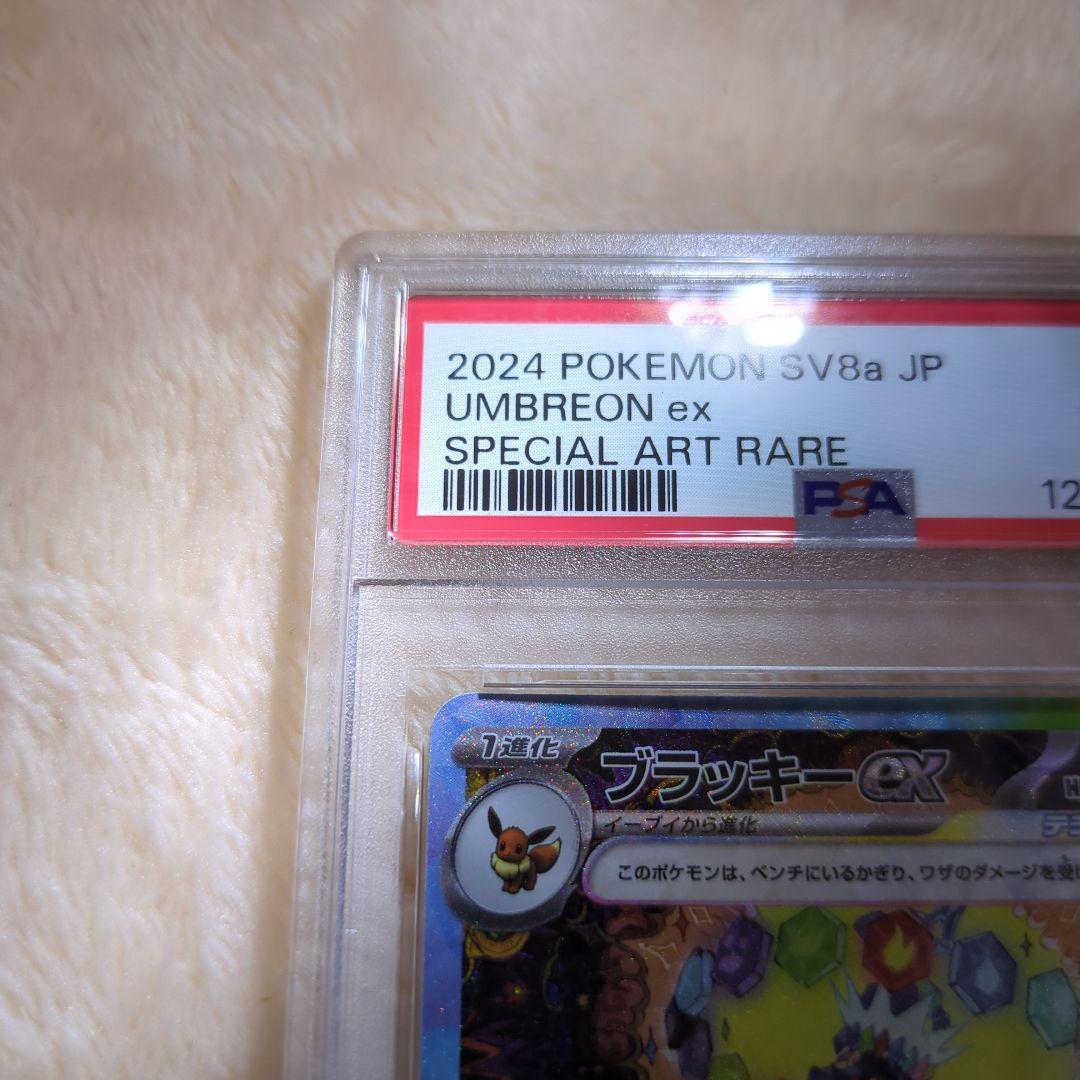 2024 POKEMON SV8a JP
UMBREON ex
SPECIAL ART RARE
PSA
12
1進化
ブラッキーex
H
イーブイから進化
テラ
このポケモンは、ベンチにいるかぎり、ワザのダメージを受